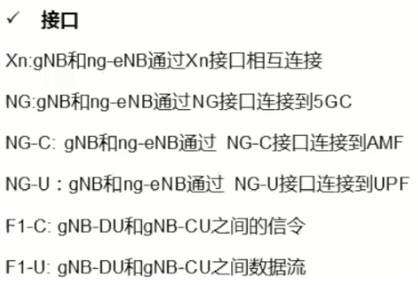 ✓ 接口
Xn:gNB和ng-eNB通过Xn接口相互连接
NG:gNB和ng-eNB通过NG接口连接到5GC
NG-C: gNB和ng-eNB通过 NG-C接口连接到AMF
NG-U：gNB和ng-eNB通过 NG-U接口连接到UPF
F1-C: gNB-DU和gNB-CU之间的信令
F1-U: gNB-DU和gNB-CU之间数据流